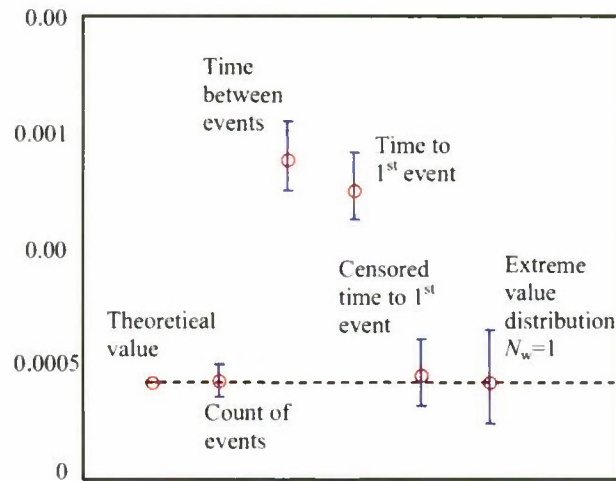 0.00
Time
between
events
0.001
Time to
1st event
0.00
Censored
time to 1st
event
Extreme
value
distribution
Nw=1
Theoretical
value
0.0005
Count of
events
0